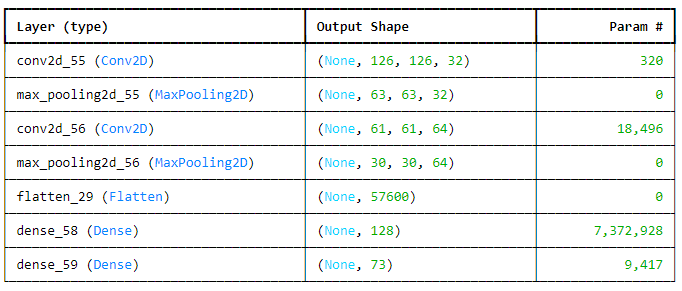 Layer (type) Output Shape Param #
conv2d_55 (Conv2D) (None, 126, 126, 32) 320
max_pooling2d_55 (MaxPooling2D) (None, 63, 63, 32) 0
conv2d_56 (Conv2D) (None, 61, 61, 64) 18,496
max_pooling2d_56 (MaxPooling2D) (None, 30, 30, 64) 0
flatten_29 (Flatten) (None, 57600) 0
dense_58 (Dense) (None, 128) 7,372,928
dense_59 (Dense) (None, 73) 9,417